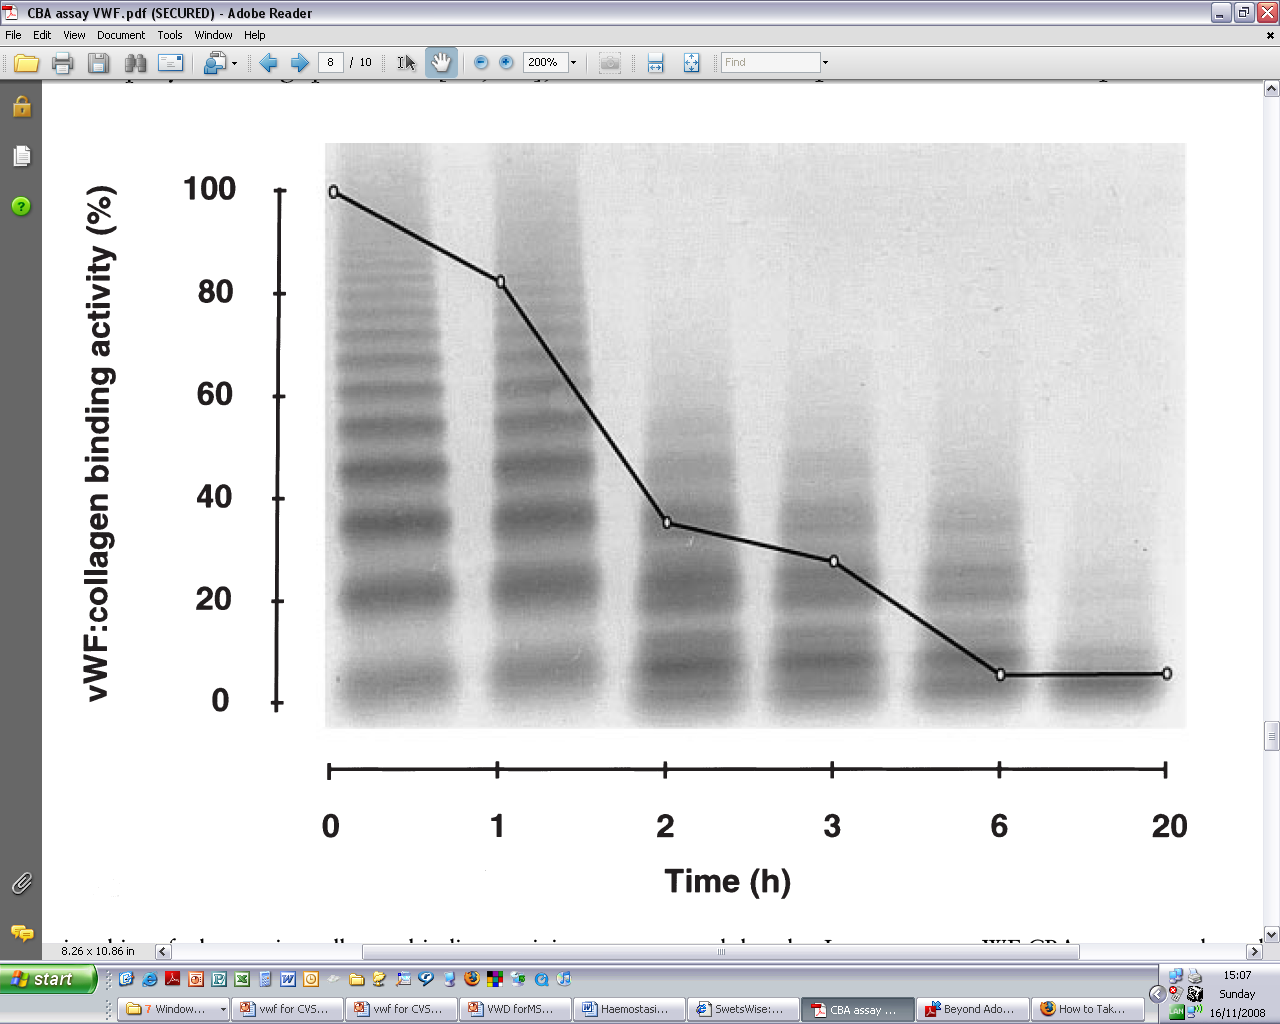 CBA assay VWF.pdf (SECURED) - Adobe Reader
File Edit View Document Tools Window Help
8 / 10 200% Find
vWF:collagen binding activity (%)
100
80
60
40
20
0
0 1 2 3 6 20
Time (h)
8.26 x 10.86 in
start
15:07
Sunday
16/11/2008
7 Window...
vwf for CVS...
vwf for CVS...
VWD forMS...
Haemostasi...
SwetsWise:...
CBA assay ...
Beyond Ado...
How to Tak...